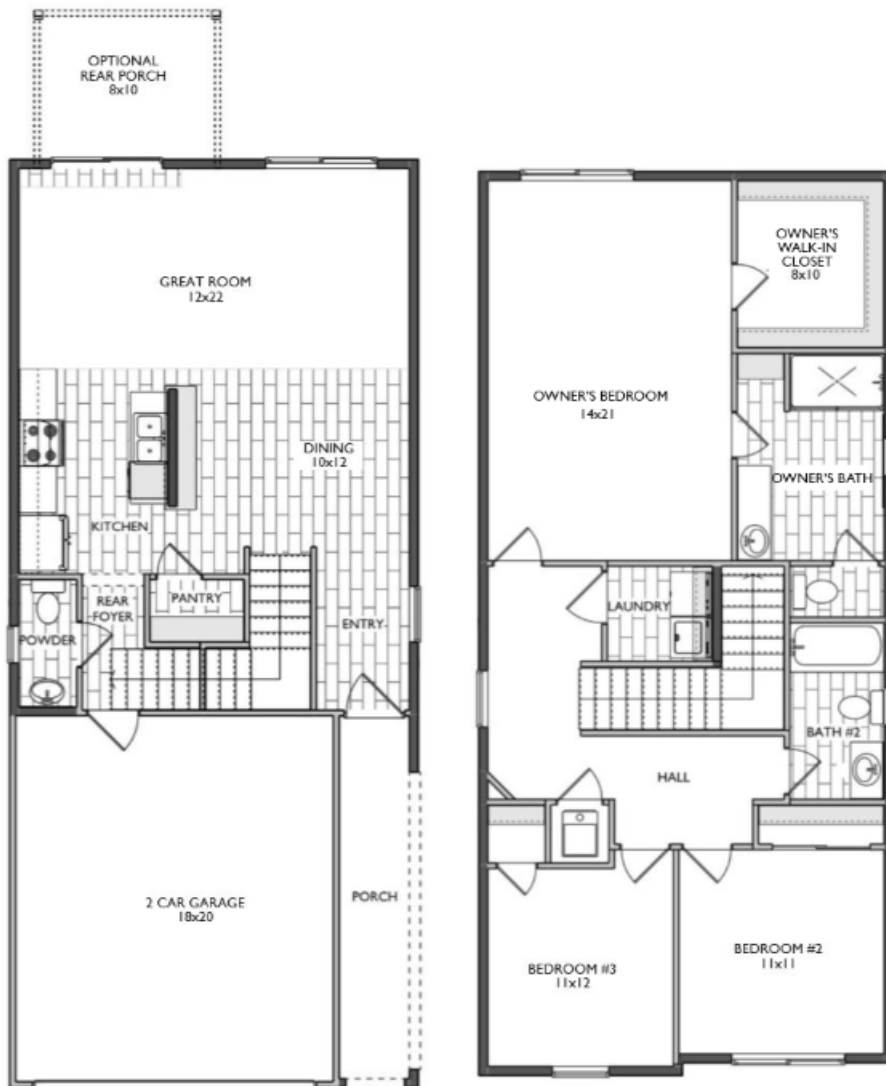 OPTIONAL
REAR PORCH
8x10
GREAT ROOM
12x22
DINING
10x12
KITCHEN
PANTRY
REAR
FOYER
POWDER
ENTRY
2 CAR GARAGE
18x20
PORCH
OWNER'S
WALK-IN
CLOSET
8x10
OWNER'S BEDROOM
14x21
OWNER'S BATH
LAUNDRY
BATH #2
HALL
BEDROOM #2
11x11
BEDROOM #3
11x12